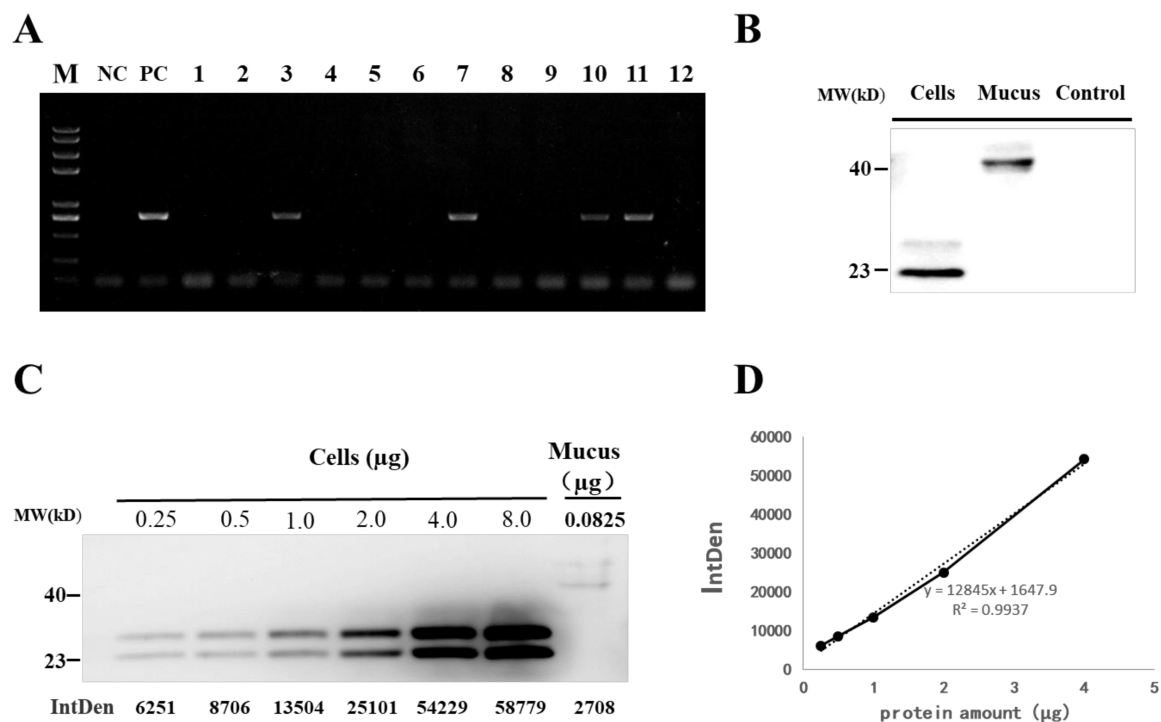 A
M NC PC 1 2 3 4 5 6 7 8 9 10 11 12
B
MW(kD) Cells Mucus Control
40
23
C
Cells (μg)
Mucus
(μg)
MW(kD) 0.25 0.5 1.0 2.0 4.0 8.0 0.0825
40
23
IntDen 6251 8706 13504 25101 54229 58779 2708
D
60000
50000
40000
30000
20000
10000
0
IntDen
y = 12845x + 1647.9
R² = 0.9937
0 1 2 3 4 5
protein amount (μg)